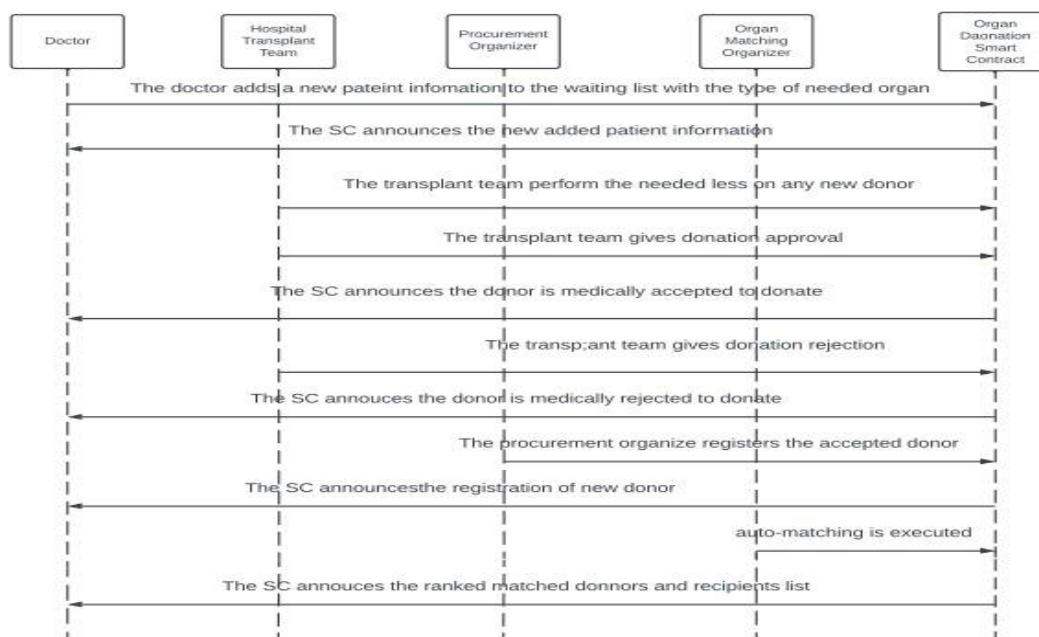 Doctor
Hospital
Transplant
Team
Procurement
Organizer
Organ
Matching
Organizer
Organ
Daonation
Smart
Contract
The doctor adds a new pateint infomation to the waiting list with the type of needed organ
The SC announces the new added patient information
The transplant team perform the needed less on any new donor
The transplant team gives donation approval
The SC announces the donor is medically accepted to donate
The transp;ant team gives donation rejection
The SC annouces the donor is medically rejected to donate
The procurement organize registers the accepted donor
The SC announcesthe registration of new donor
auto-matching is executed
The SC annouces the ranked matched donnors and recipients list